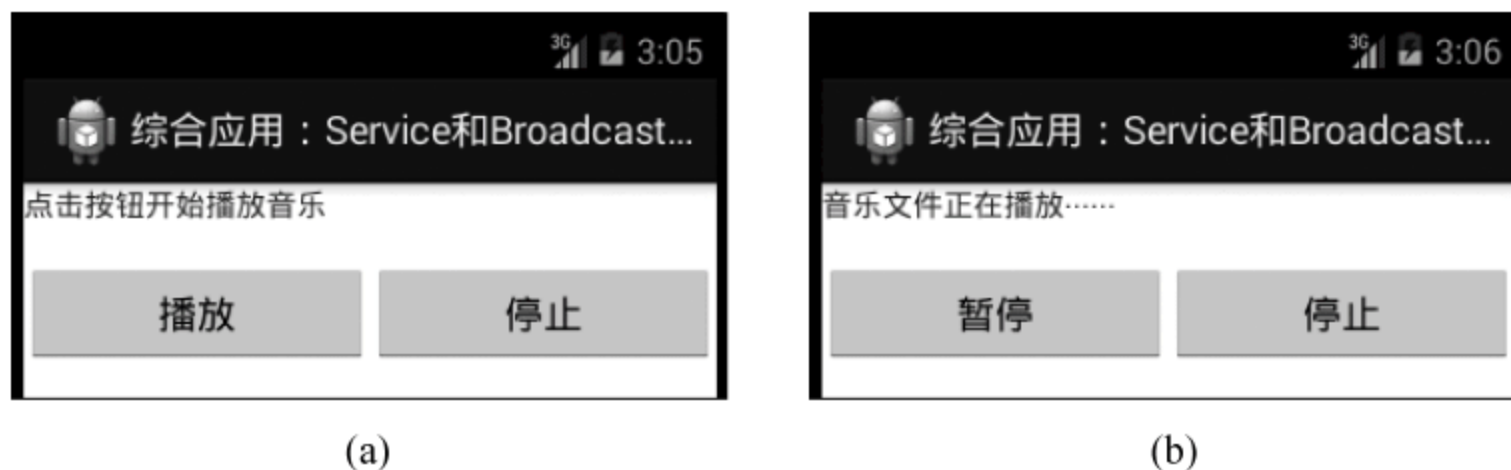 3G 3:05
综合应用：Service和Broadcast...
点击按钮开始播放音乐
播放 停止
(a)
3G 3:06
综合应用：Service和Broadcast...
音乐文件正在播放……
暂停 停止
(b)